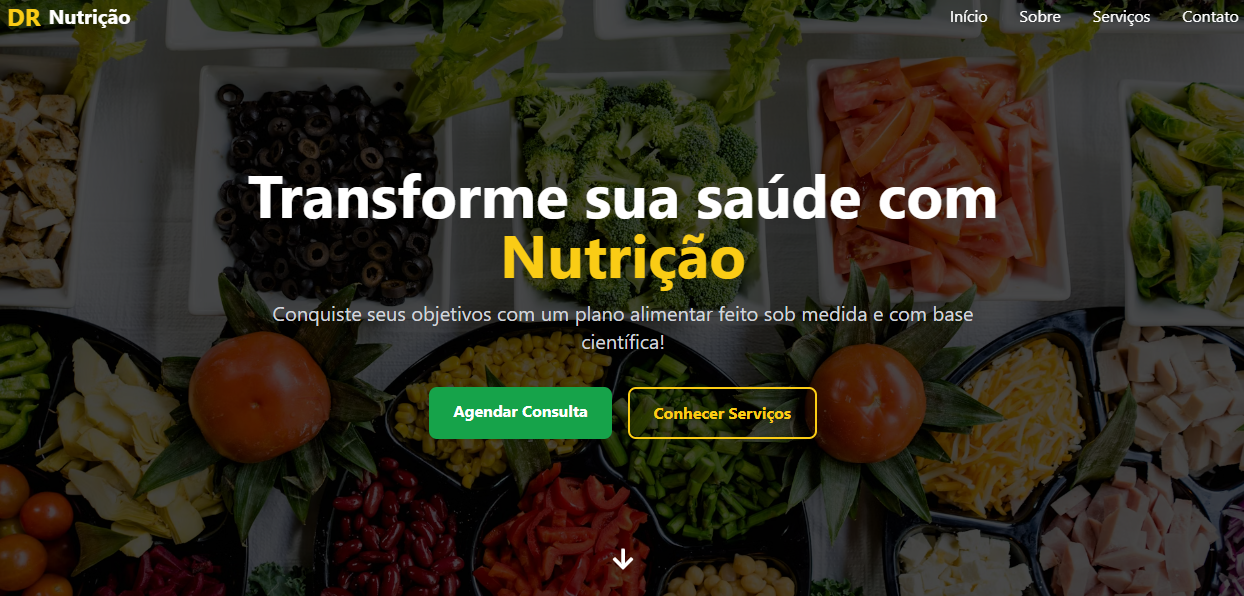 DR Nutrição
Início Sobre Serviços Contato
Transforme sua saúde com
Nutrição
Conquiste seus objetivos com um plano alimentar feito sob medida e com base
científica!
Agendar Consulta
Conhecer Serviços